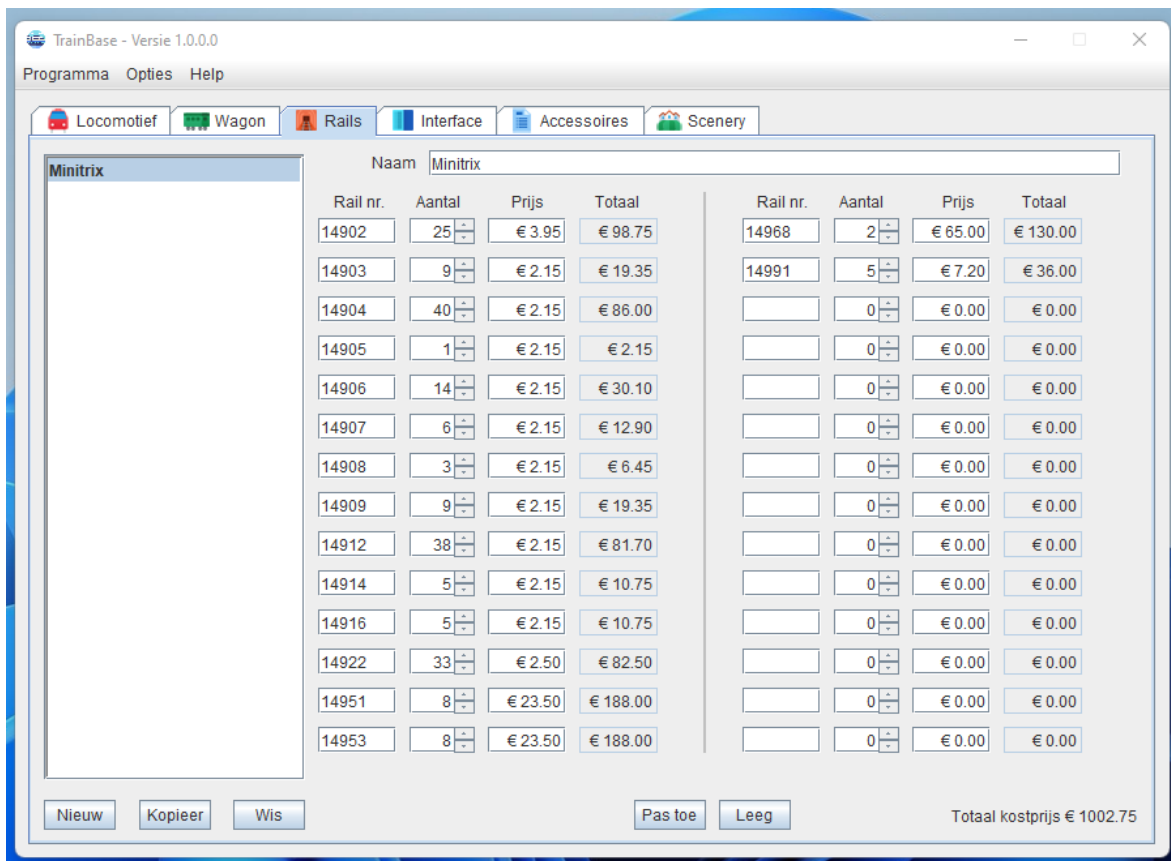 TrainBase - Versie 1.0.0.0
Programma Opties Help
Locomotief Wagon Rails Interface Accessoires Scenery
Naam Minitrix
Minitrix
Rail nr. Aantal Prijs Totaal Rail nr. Aantal Prijs Totaal
14902 25 € 3.95 € 98.75 14968 2 € 65.00 € 130.00
14903 9 € 2.15 € 19.35 14991 5 € 7.20 € 36.00
14904 40 € 2.15 € 86.00 0 € 0.00 € 0.00
14905 1 € 2.15 € 2.15 0 € 0.00 € 0.00
14906 14 € 2.15 € 30.10 0 € 0.00 € 0.00
14907 6 € 2.15 € 12.90 0 € 0.00 € 0.00
14908 3 € 2.15 € 6.45 0 € 0.00 € 0.00
14909 9 € 2.15 € 19.35 0 € 0.00 € 0.00
14912 38 € 2.15 € 81.70 0 € 0.00 € 0.00
14914 5 € 2.15 € 10.75 0 € 0.00 € 0.00
14916 5 € 2.15 € 10.75 0 € 0.00 € 0.00
14922 33 € 2.50 € 82.50 0 € 0.00 € 0.00
14951 8 € 23.50 € 188.00 0 € 0.00 € 0.00
14953 8 € 23.50 € 188.00 0 € 0.00 € 0.00
Nieuw Kopieer Wis Pas toe Leeg Totaal kostprijs € 1002.75